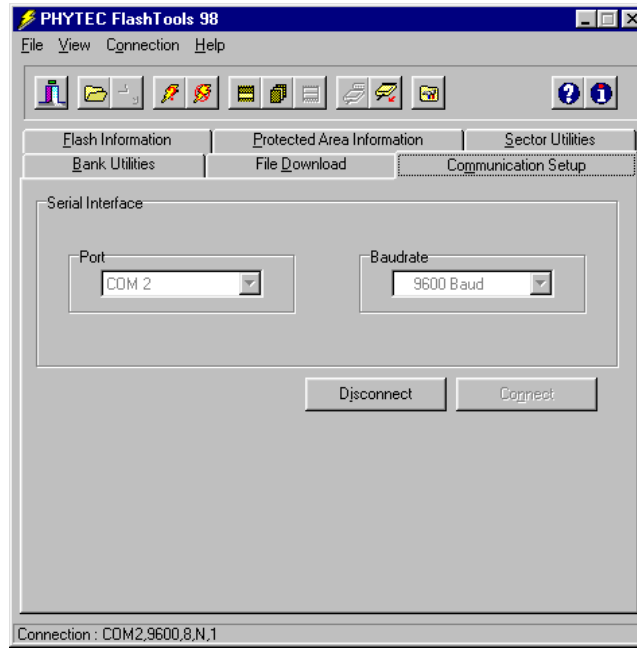 PHYTEC FlashTools 98
File View Connection Help
Flash Information Protected Area Information Sector Utilities
Bank Utilities File Download Communication Setup
Serial Interface
Port Baudrate
COM 2 9600 Baud
Disconnect Connect
Connection : COM2,9600,8,N,1